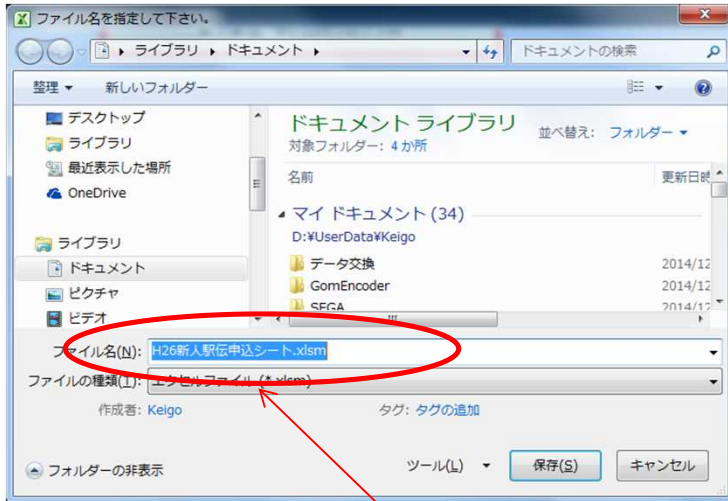 ファイル名を指定して下さい。
ライブラリ ▸ ドキュメント ▸
ドキュメントの検索
整理 ▼ 新しいフォルダー
デスクトップ
ライブラリ
最近表示した場所
OneDrive
ライブラリ
ドキュメント
ピクチャ
ビデオ
ドキュメント ライブラリ
対象フォルダー: 4 か所
並べ替え: フォルダー ▼
名前 更新日時
マイ ドキュメント (34)
D:¥UserData¥Keigo
データ交換 2014/12
GomEncoder 2014/12
SEGA 2014/12
ファイル名(N): H26新人駅伝申込シート.xlsm
ファイルの種類(T): エクセルファイル (*.xlsm)
作成者: Keigo タグ: タグの追加
フォルダーの非表示 ツール(L) ▼ 保存(S) キャンセル